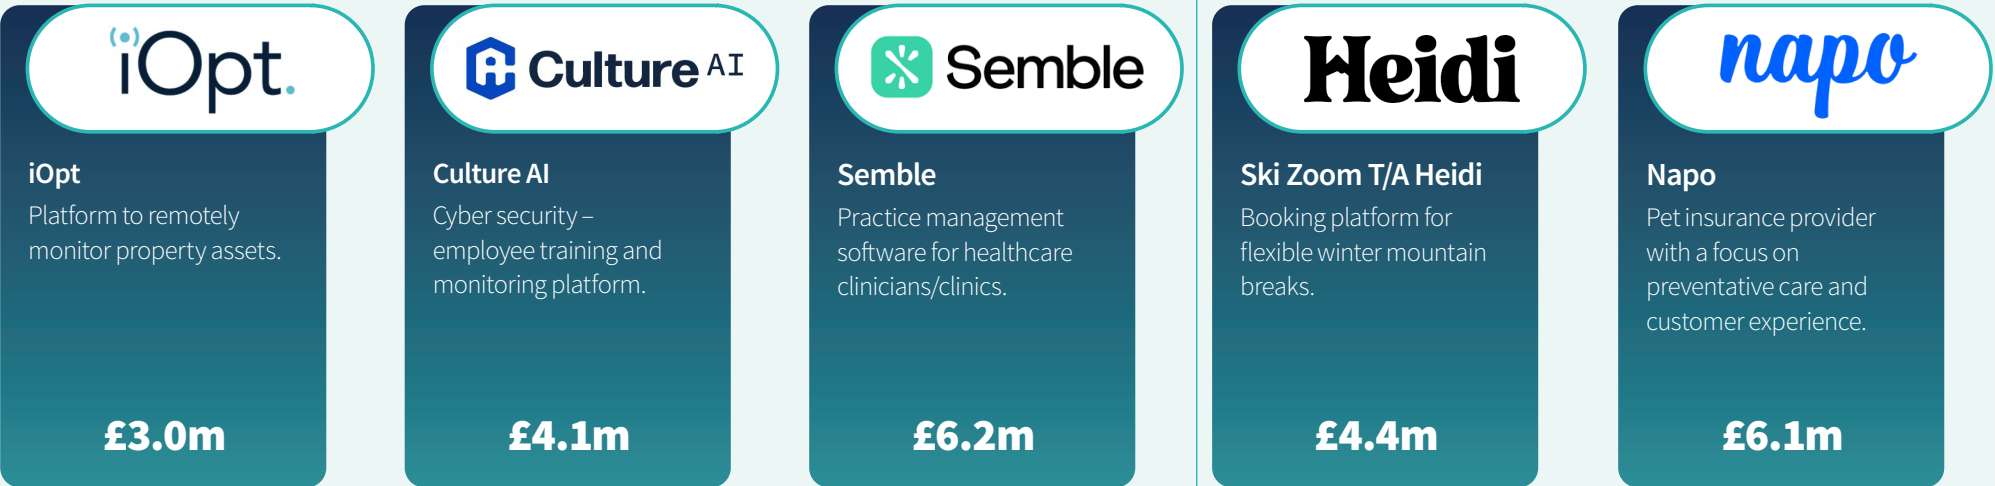 iOpt.
iOpt
Platform to remotely
monitor property assets.
£3.0m
Culture AI
Culture AI
Cyber security –
employee training and
monitoring platform.
£4.1m
Semble
Semble
Practice management
software for healthcare
clinicians/clinics.
£6.2m
Heidi
Ski Zoom T/A Heidi
Booking platform for
flexible winter mountain
breaks.
£4.4m
napo
Napo
Pet insurance provider
with a focus on
preventative care and
customer experience.
£6.1m